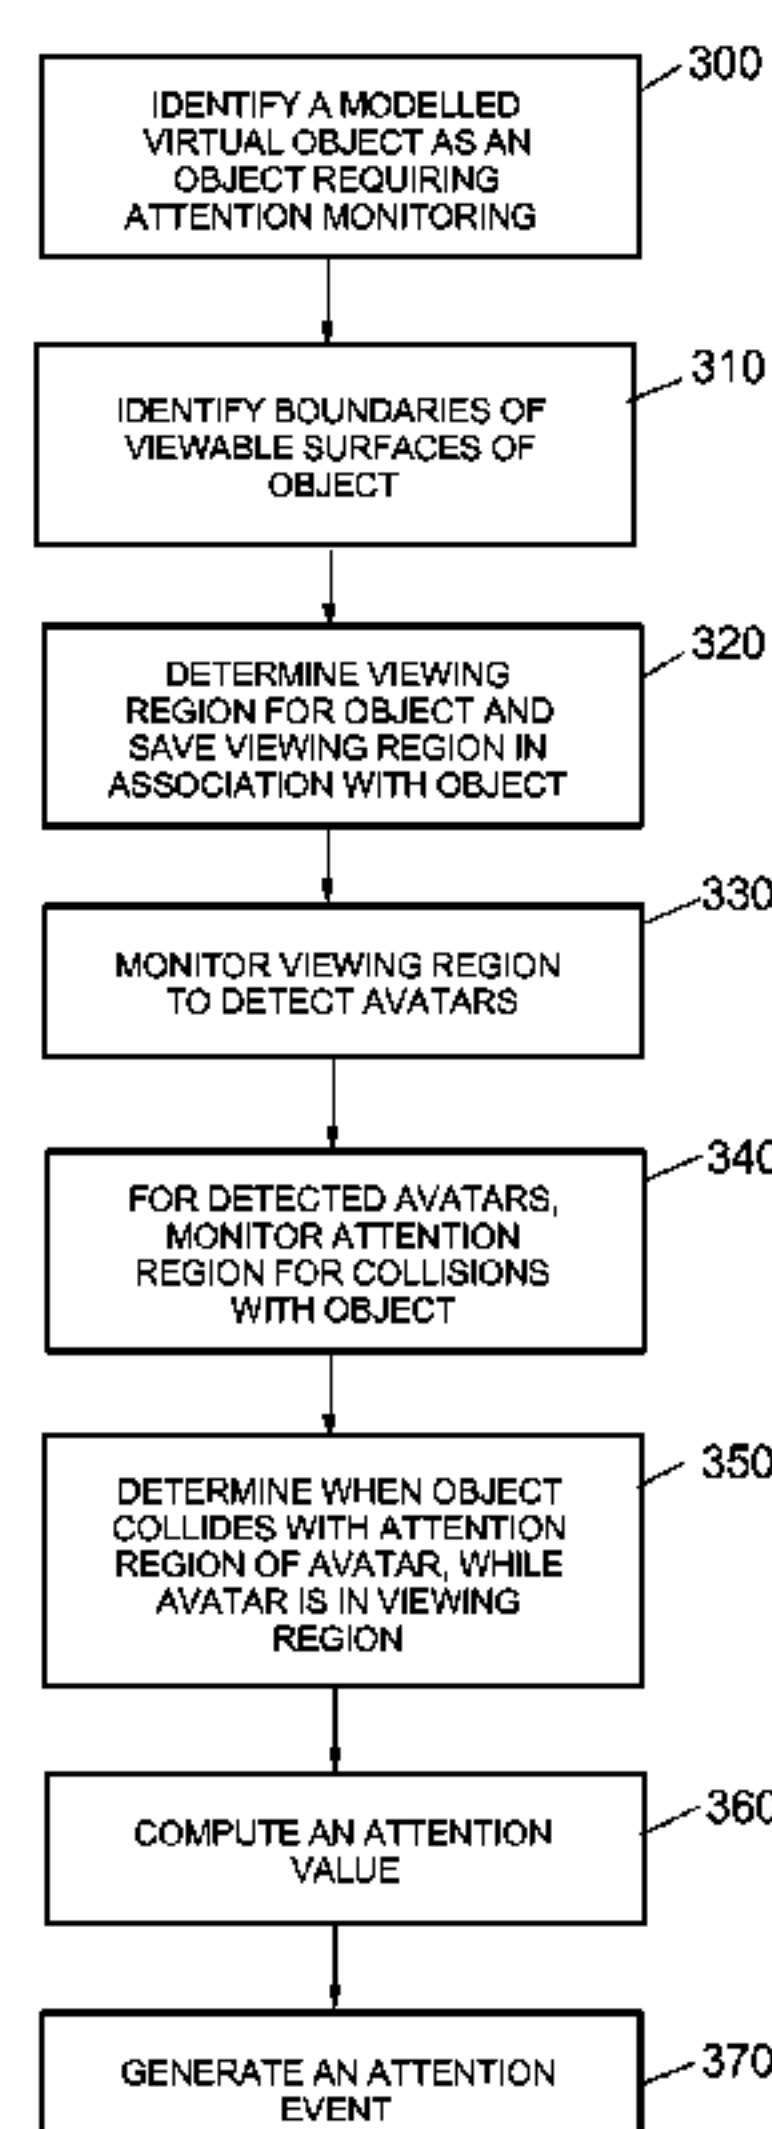 300
IDENTIFY A MODELLED
VIRTUAL OBJECT AS AN
OBJECT REQUIRING
ATTENTION MONITORING
310
IDENTIFY BOUNDARIES OF
VIEWABLE SURFACES OF
OBJECT
320
DETERMINE VIEWING
REGION FOR OBJECT AND
SAVE VIEWING REGION IN
ASSOCIATION WITH OBJECT
330
MONITOR VIEWING REGION
TO DETECT AVATARS
340
FOR DETECTED AVATARS,
MONITOR ATTENTION
REGION FOR COLLISIONS
WITH OBJECT
350
DETERMINE WHEN OBJECT
COLLIDES WITH ATTENTION
REGION OF AVATAR, WHILE
AVATAR IS IN VIEWING
REGION
360
COMPUTE AN ATTENTION
VALUE
370
GENERATE AN ATTENTION
EVENT